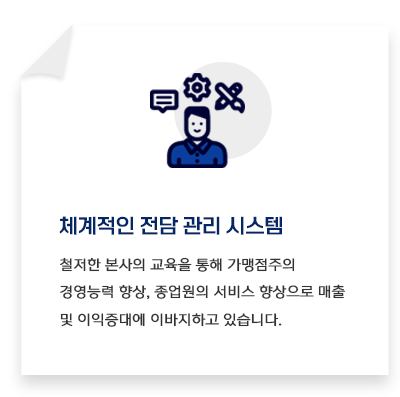 체계적인 전담 관리 시스템
철저한 본사의 교육을 통해 가맹점주의
경영능력 향상, 종업원의 서비스 향상으로 매출
및 이익증대에 이바지하고 있습니다.